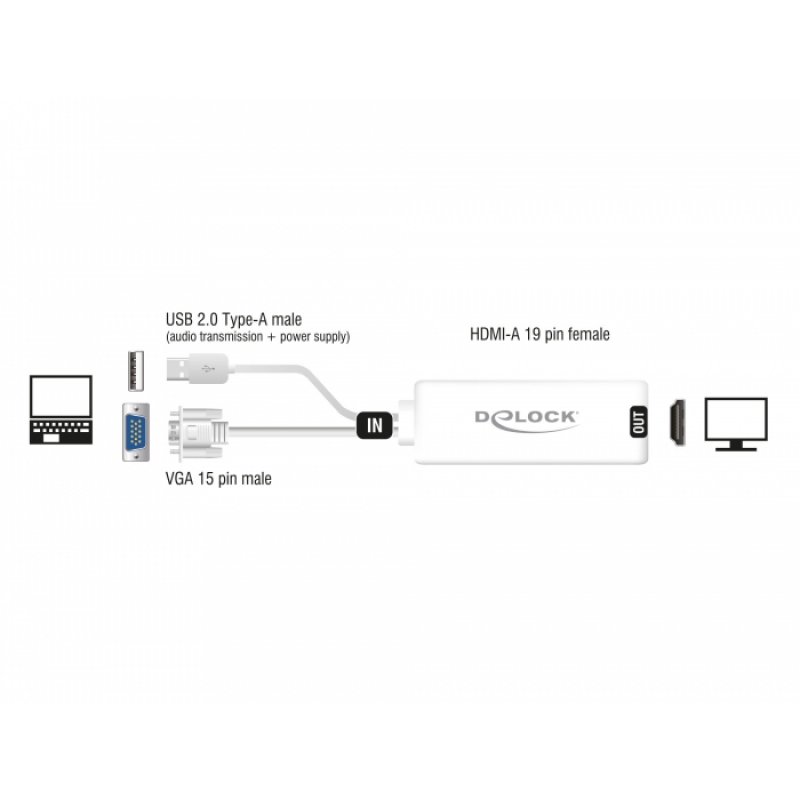 USB 2.0 Type-A male
(audio transmission + power supply)
HDMI-A 19 pin female
IN
DELOCK®
OUT
VGA 15 pin male